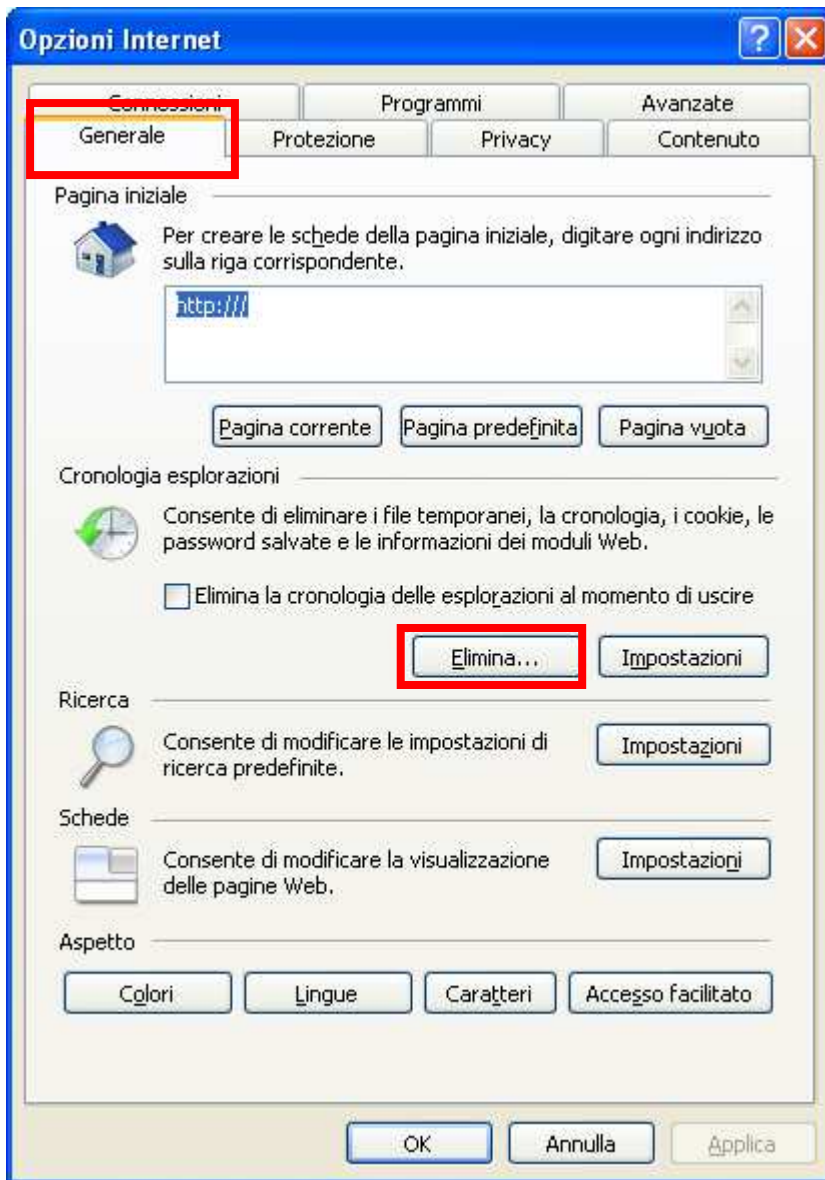 Opzioni Internet
Connessioni Programmi Avanzate
Generale Protezione Privacy Contenuto
Pagina iniziale
Per creare le schede della pagina iniziale, digitare ogni indirizzo
sulla riga corrispondente.
http:///
Pagina corrente Pagina predefinita Pagina vuota
Cronologia esplorazioni
Consente di eliminare i file temporanei, la cronologia, i cookie, le
password salvate e le informazioni dei moduli Web.
Elimina la cronologia delle esplorazioni al momento di uscire
Elimina... Impostazioni
Ricerca
Consente di modificare le impostazioni di
ricerca predefinite.
Impostazioni
Schede
Consente di modificare la visualizzazione
delle pagine Web.
Impostazioni
Aspetto
Colori Lingue Caratteri Accesso facilitato
OK Annulla Applica